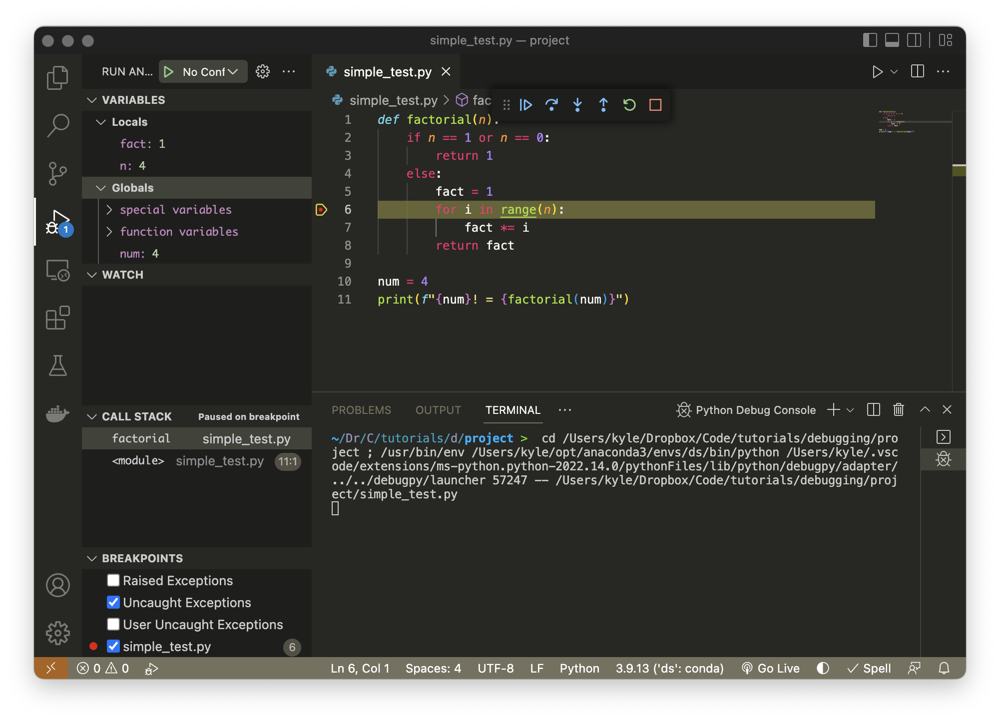 simple_test.py — project
RUN AN... No Conf
simple_test.py
VARIABLES
Locals
fact: 1
n: 4
Globals
special variables
function variables
num: 4
WATCH
CALL STACK Paused on breakpoint
factorial simple_test.py
<module> simple_test.py 11:1
BREAKPOINTS
Raised Exceptions
Uncaught Exceptions
User Uncaught Exceptions
simple_test.py 6
1
simple_test.py > fac
1 def factorial(n):
2 if n == 1 or n == 0:
3 return 1
4 else:
5 fact = 1
6 for i in range(n):
7 fact *= i
8 return fact
9
10 num = 4
11 print(f"{num}! = {factorial(num)}")
PROBLEMS OUTPUT TERMINAL ··· Python Debug Console
~/Dr/C/tutorials/d/project > cd /Users/kyle/Dropbox/Code/tutorials/debugging/pro
ject ; /usr/bin/env /Users/kyle/opt/anaconda3/envs/ds/bin/python /Users/kyle/.vsc
ode/extensions/ms-python.python-2022.14.0/pythonFiles/lib/python/debugpy/adapter/
../../debugpy/launcher 57247 -- /Users/kyle/Dropbox/Code/tutorials/debugging/proj
ect/simple_test.py
0 0 Ln 6, Col 1 Spaces: 4 UTF-8 LF Python 3.9.13 ('ds': conda) Go Live Spell